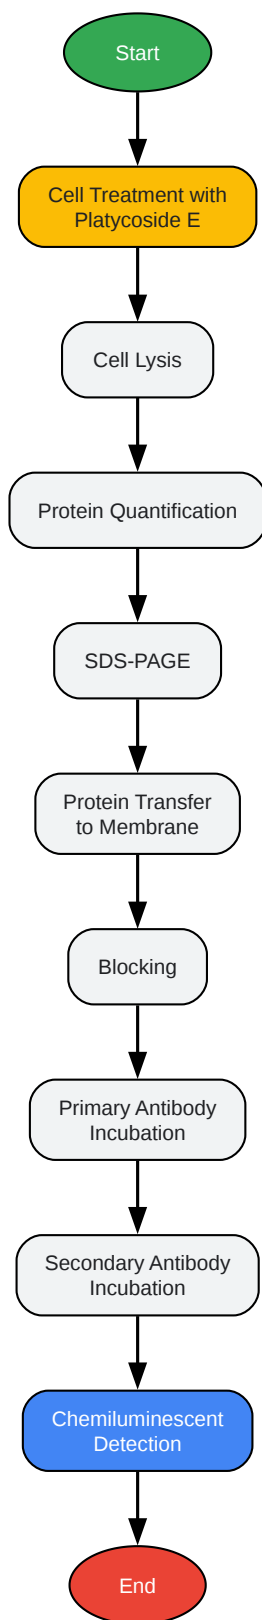 Start
Cell Treatment with
Platycoside E
Cell Lysis
Protein Quantification
SDS-PAGE
Protein Transfer
to Membrane
Blocking
Primary Antibody
Incubation
Secondary Antibody
Incubation
Chemiluminescent
Detection
End